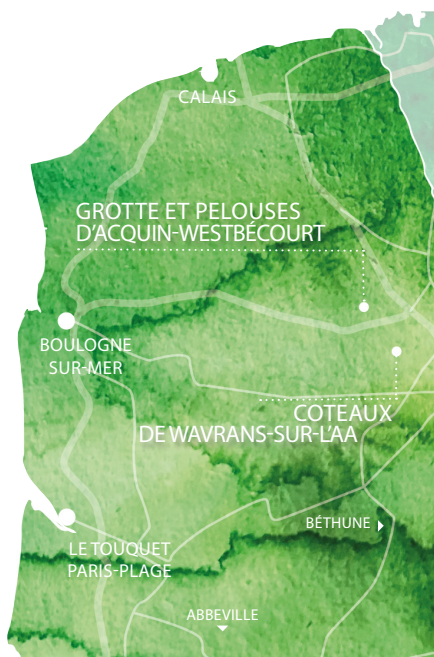 CALAIS
GROTTE ET PELOUSES
D'ACQUIN-WESTBÉCOURT
BOULOGNE
SUR-MER
COTEAUX
DE WAVRANS-SUR-L'AA
BÉTHUNE
LE TOUQUET
PARIS-PLAGE
ABBEVILLE